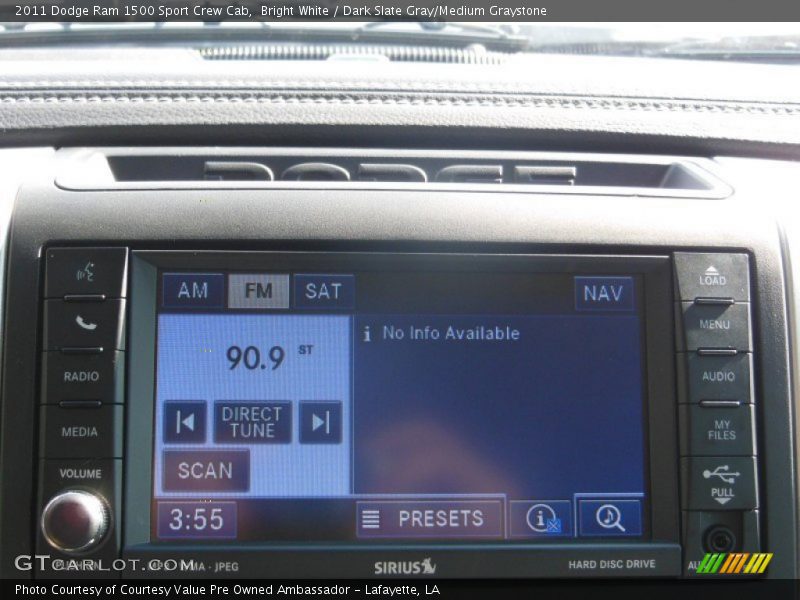 2011 Dodge Ram 1500 Sport Crew Cab, Bright White / Dark Slate Gray/Medium Graystone
DODGE
AM FM SAT NAV
LOAD
MENU
RADIO
AUDIO
MEDIA
MY FILES
VOLUME
PULL
i No Info Available
90.9 ST
DIRECT TUNE
SCAN
3:55
PRESETS
GTCARLOT.COM
JPEG
SIRIUS
HARD DISC DRIVE
Photo Courtesy of Courtesy Value Pre Owned Ambassador - Lafayette, LA